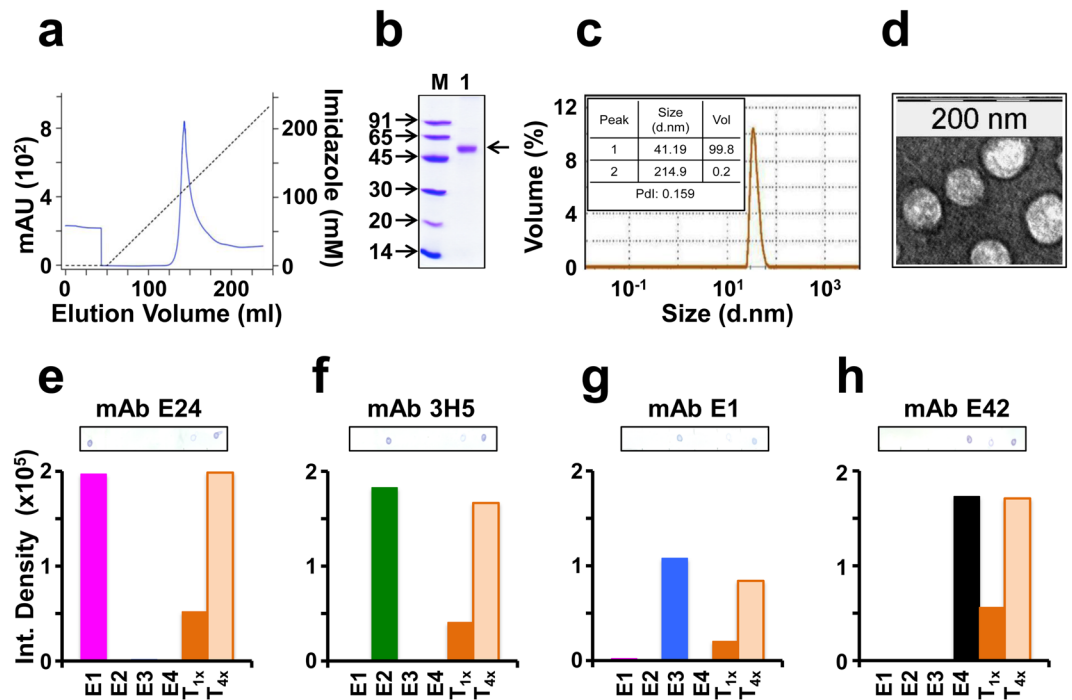 a
mAU (10²)
8
4
0
0
100
200
Elution Volume (ml)
200
100
0
Imidazole (mM)
b
M 1
91
65
45
30
20
14
c
Volume (%)
12
8
4
0
Peak Size (d.nm) Vol
1 41.19 99.8
2 214.9 0.2
PdI: 0.159
10⁻¹ 10¹ 10³
Size (d.nm)
d
200 nm
e
mAb E24
Int. Density (x10⁵)
2
1
0
E1 E2 E3 E4 T1x T4x
f
mAb 3H5
2
1
0
E1 E2 E3 E4 T1x T4x
g
mAb E1
2
1
0
E1 E2 E3 E4 T1x T4x
h
mAb E42
2
1
0
E1 E2 E3 E4 T1x T4x